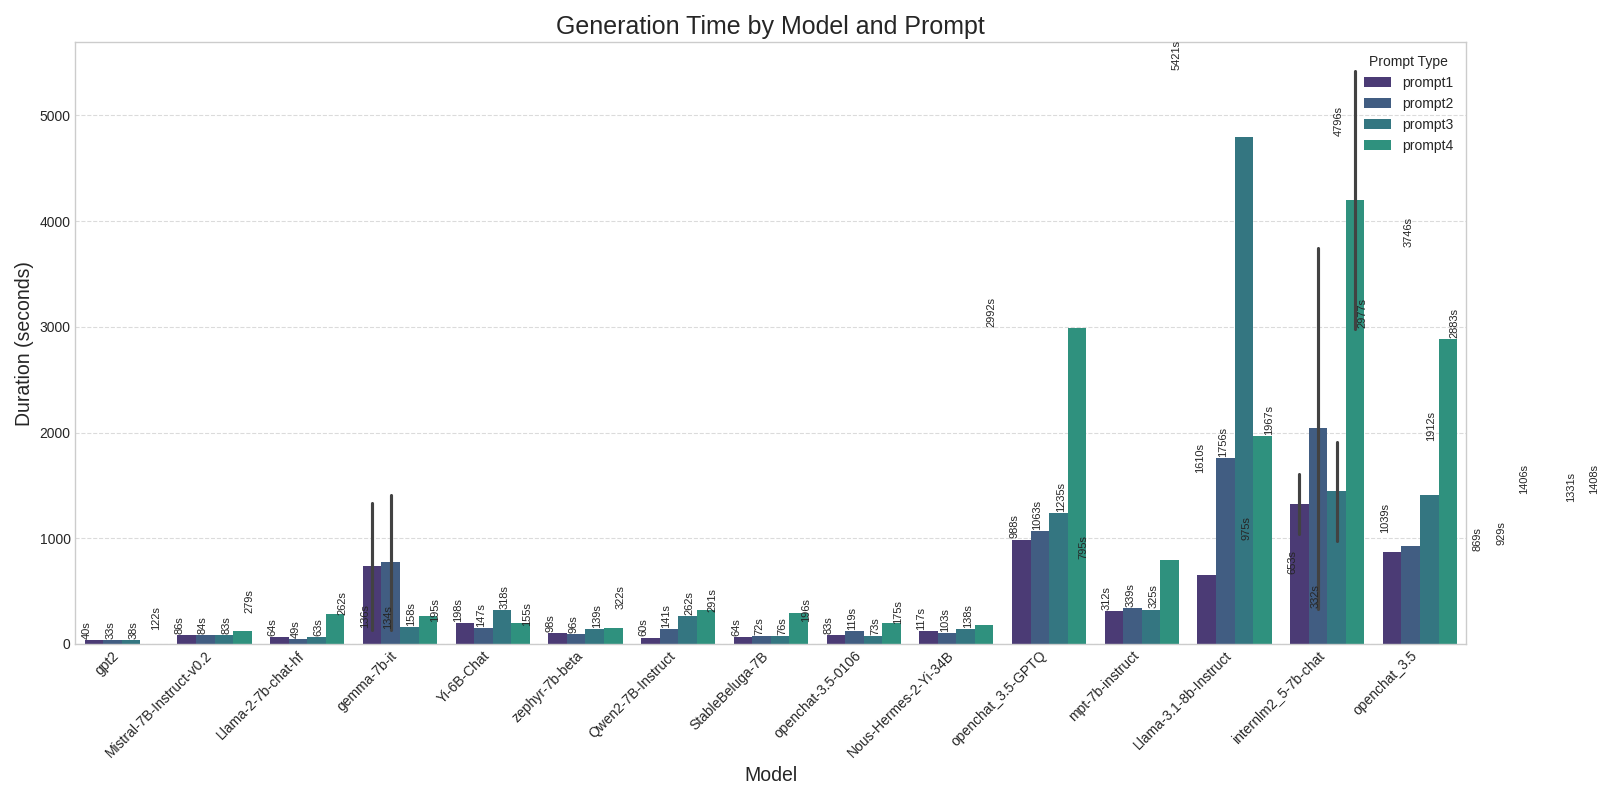 Generation Time by Model and Prompt
Prompt Type
prompt1
prompt2
prompt3
prompt4
Duration (seconds)
5000
4000
3000
2000
1000
0
40s
33s
38s
122s
86s
84s
83s
279s
64s
49s
63s
262s
136s
134s
158s
195s
198s
147s
318s
155s
98s
96s
139s
322s
60s
141s
262s
291s
64s
72s
76s
196s
83s
119s
73s
175s
117s
103s
138s
2992s
988s
1063s
1235s
795s
312s
339s
325s
5421s
1610s
1756s
975s
1967s
653s
332s
4796s
2977s
1039s
3746s
1912s
2883s
869s
929s
1406s
1331s
1408s
gpt2
Mistral-7B-Instruct-v0.2
Llama-2-7b-chat-hf
gemma-7b-it
Yi-6B-Chat
zephyr-7b-beta
Qwen2-7B-Instruct
StableBeluga-7B
openchat-3.5-0106
Nous-Hermes-2-Yi-34B
openchat_3.5-GPTQ
mpt-7b-instruct
Llama-3.1-8b-Instruct
internlm2_5-7b-chat
openchat_3.5
Model